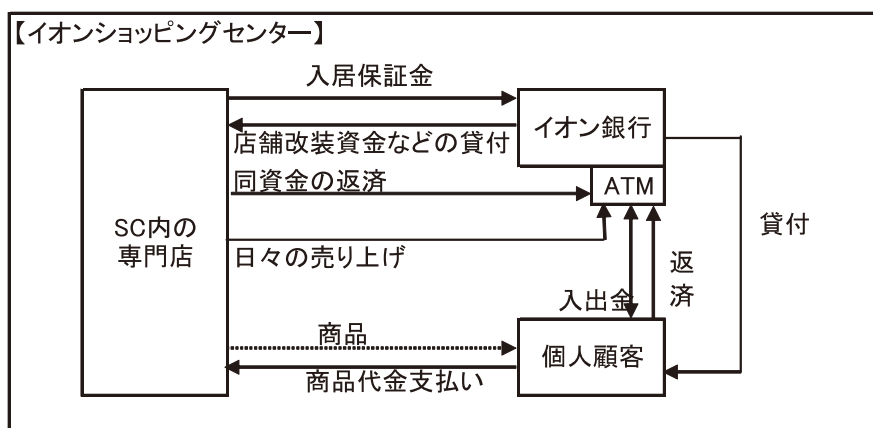 【イオンショッピングセンター】
入居保証金
イオン銀行
店舗改装資金などの貸付
同資金の返済
ATM
SC内の
専門店
日々の売り上げ
貸付
返
済
入出金
商品
個人顧客
商品代金支払い